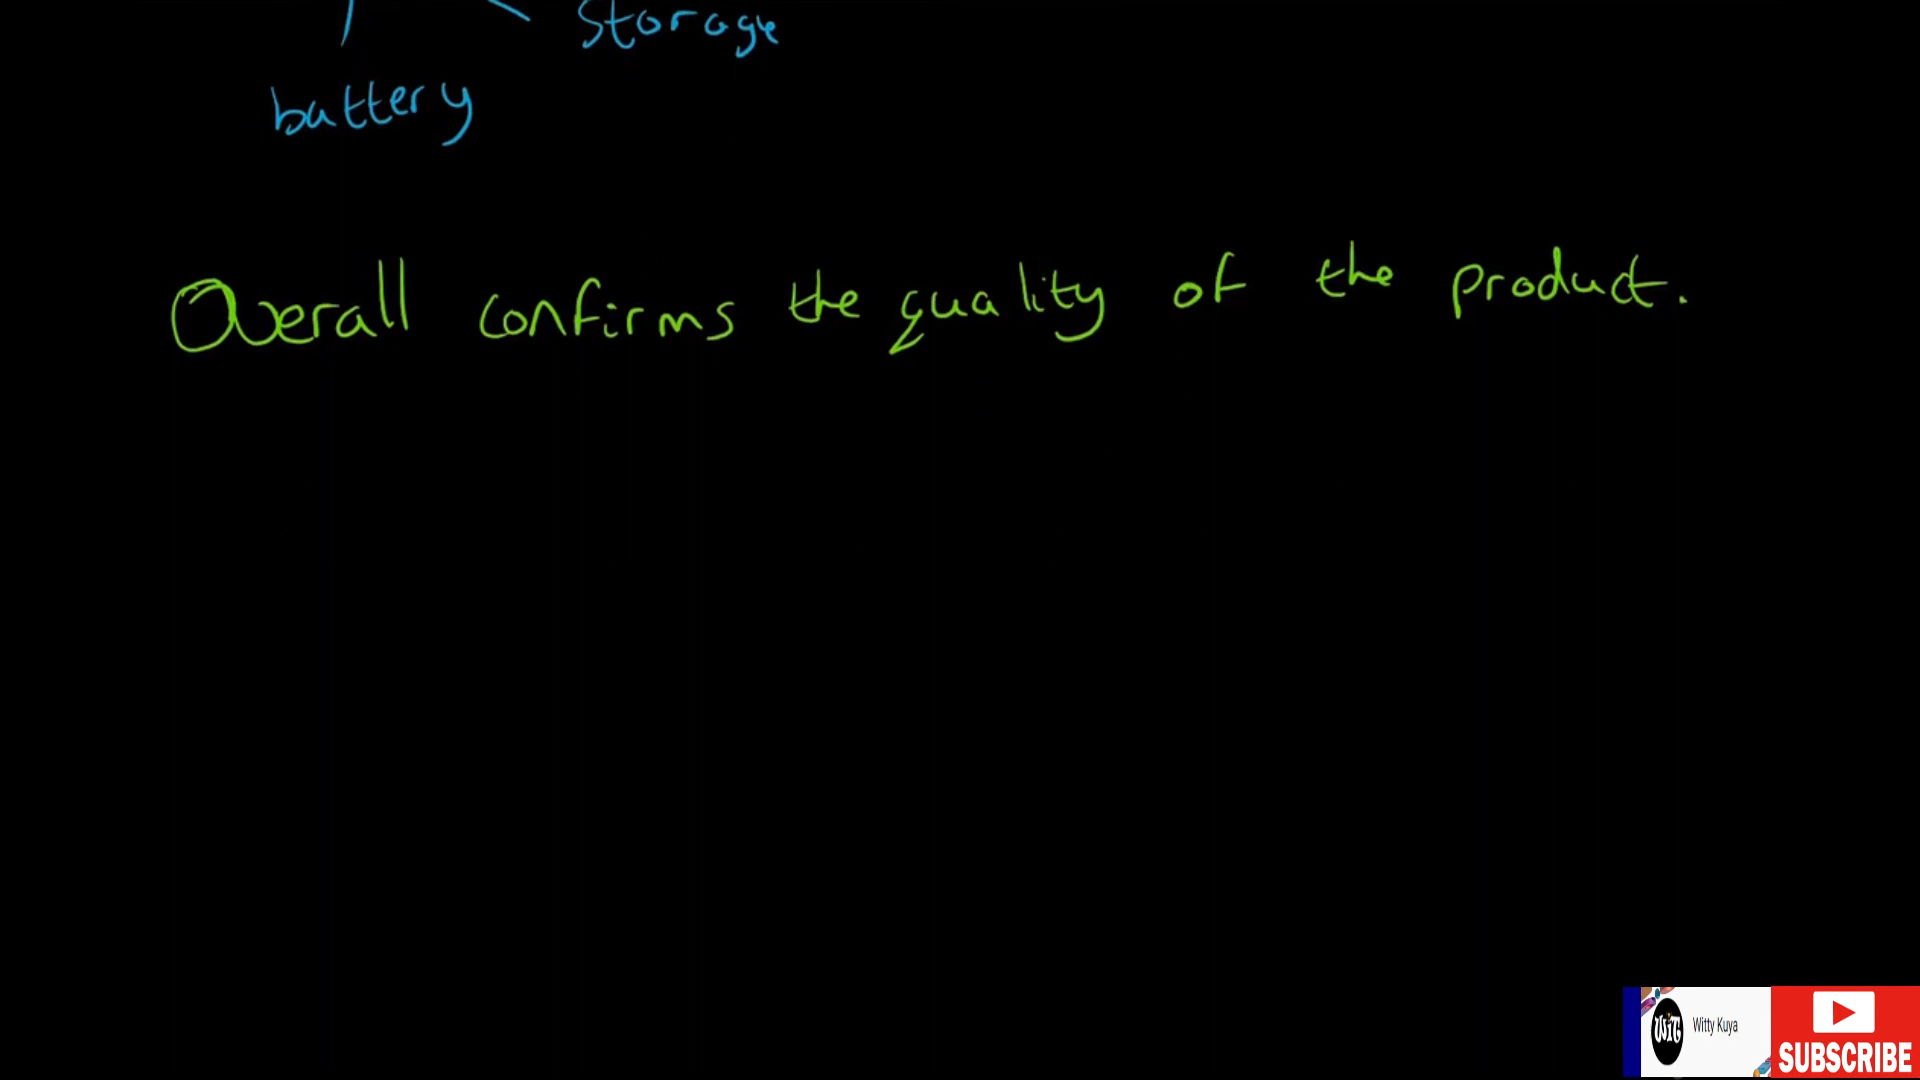 storage
battery
Overall confirms the quality of the product.
Witty Kuya
SUBSCRIBE